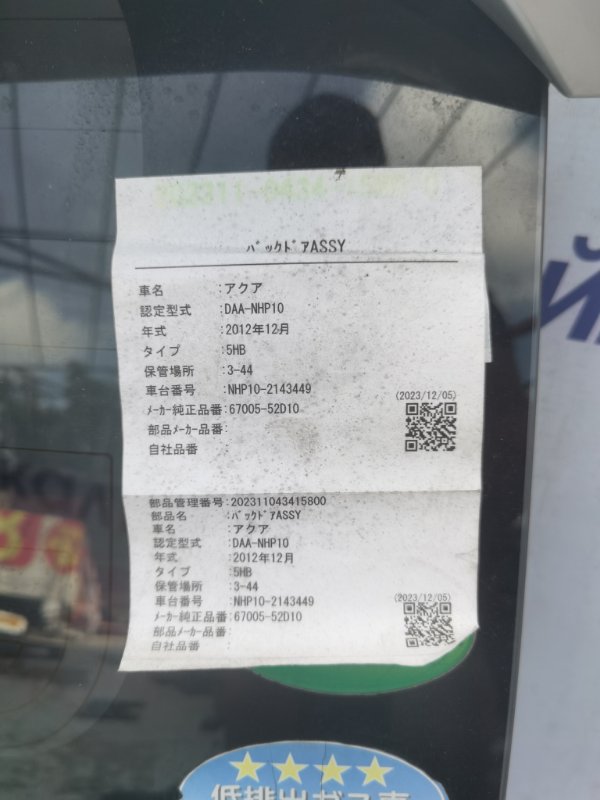 バックドアASSY
車名 :アクア
認定型式 :DAA-NHP10
年式 :2012年12月
タイプ :5HB
保管場所 :3-44
車台番号 :NHP10-2143449
メーカー純正品番:67005-52D10
(2023/12/05)
部品メーカー品番:
自社品番
部品管理番号:202311043415800
部品名 :バックドアASSY
車名 :アクア
認定型式 :DAA-NHP10
年式 :2012年12月
タイプ :5HB
保管場所 :3-44
車台番号 :NHP10-2143449
(2023/12/05)
メーカー純正品番:67005-52D10
部品メーカー品番:
自社品番
低排出ガス車